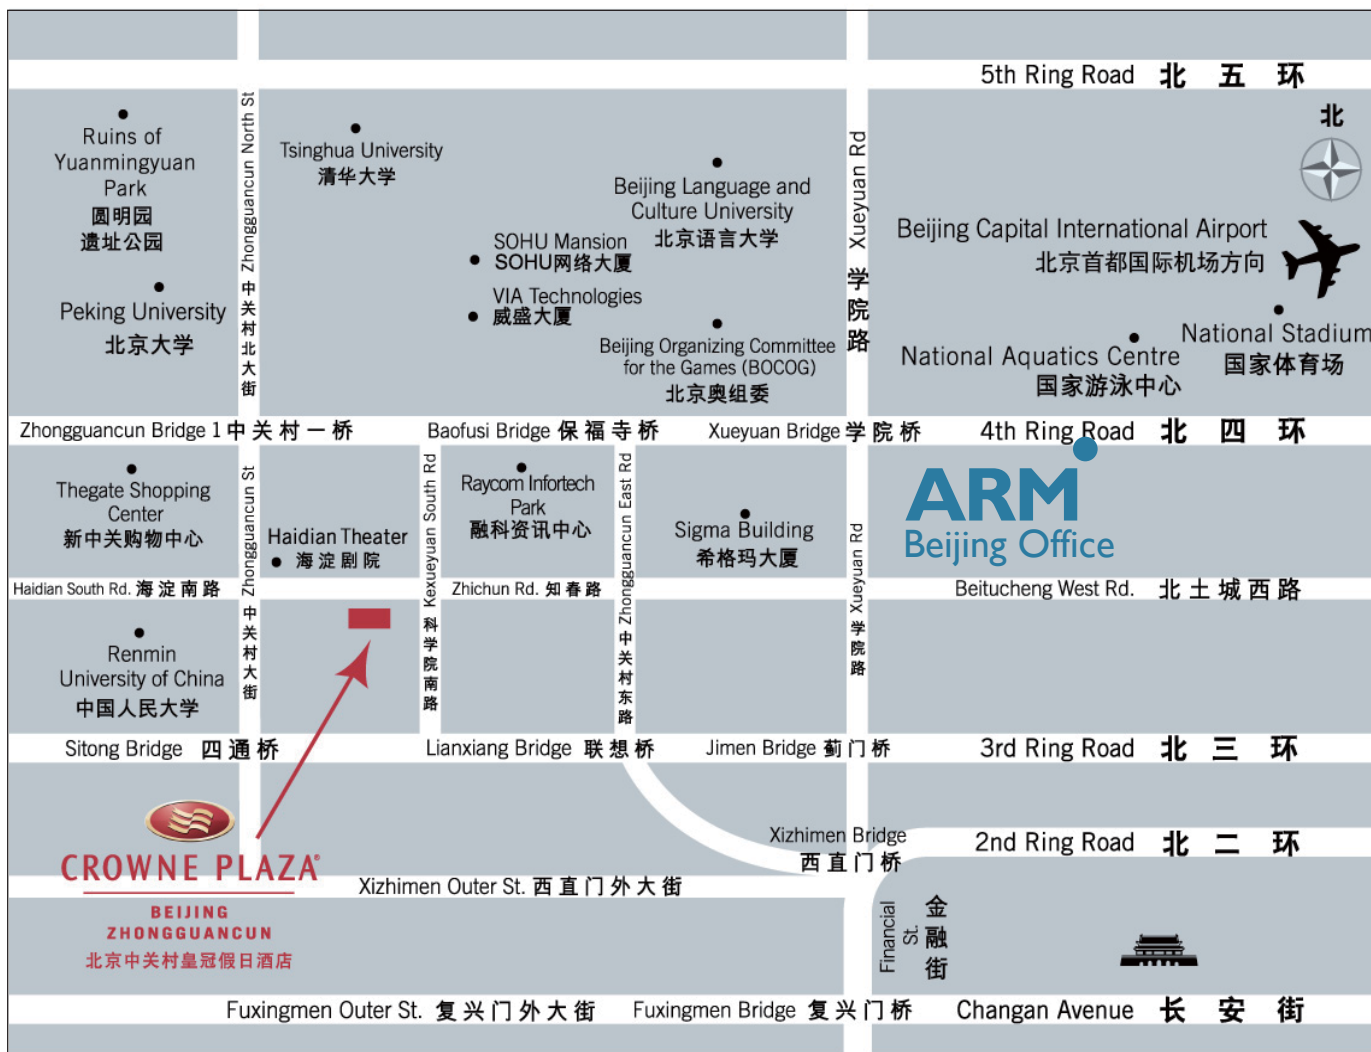 5th Ring Road 北 五 环
北
Ruins of
Yuanmingyuan
Park
圆明园
遗址公园
Zhongguancun North St 中关村北大街
Tsinghua University
清华大学
Beijing Language and
Culture University
北京语言大学
Xueyuan Rd 学院路
SOHU Mansion
SOHU网络大厦
VIA Technologies
威盛大厦
Beijing Capital International Airport
北京首都国际机场方向
Peking University
北京大学
Beijing Organizing Committee
for the Games (BOCOG)
北京奥组委
National Aquatics Centre
国家游泳中心
National Stadium
国家体育场
Zhongguancun Bridge 1 中关村一桥
Baofusi Bridge 保福寺桥
Xueyuan Bridge 学院桥
4th Ring Road 北 四 环
Thegate Shopping
Center
新中关购物中心
Zhongguancun St 中关村大街
Haidian Theater
海淀剧院
Kexueyuan South Rd 科学院南路
Raycom Infortech
Park
融科资讯中心
Zhongguancun East Rd 中关村东路
Sigma Building
希格玛大厦
Xueyuan Rd 学院路
ARM
Beijing Office
Haidian South Rd. 海淀南路
Zhichun Rd. 知春路
Beitucheng West Rd. 北土城西路
Renmin
University of China
中国人民大学
Sitong Bridge 四通桥
Lianxiang Bridge 联想桥
Jimen Bridge 蓟门桥
3rd Ring Road 北 三 环
Xizhimen Bridge
西直门桥
2nd Ring Road 北 二 环
CROWNE PLAZA®
BEIJING
ZHONGGUANCUN
北京中关村皇冠假日酒店
Xizhimen Outer St. 西直门外大街
Financial
St.
金融街
Fuxingmen Outer St. 复兴门外大街
Fuxingmen Bridge 复兴门桥
Changan Avenue 长 安 街